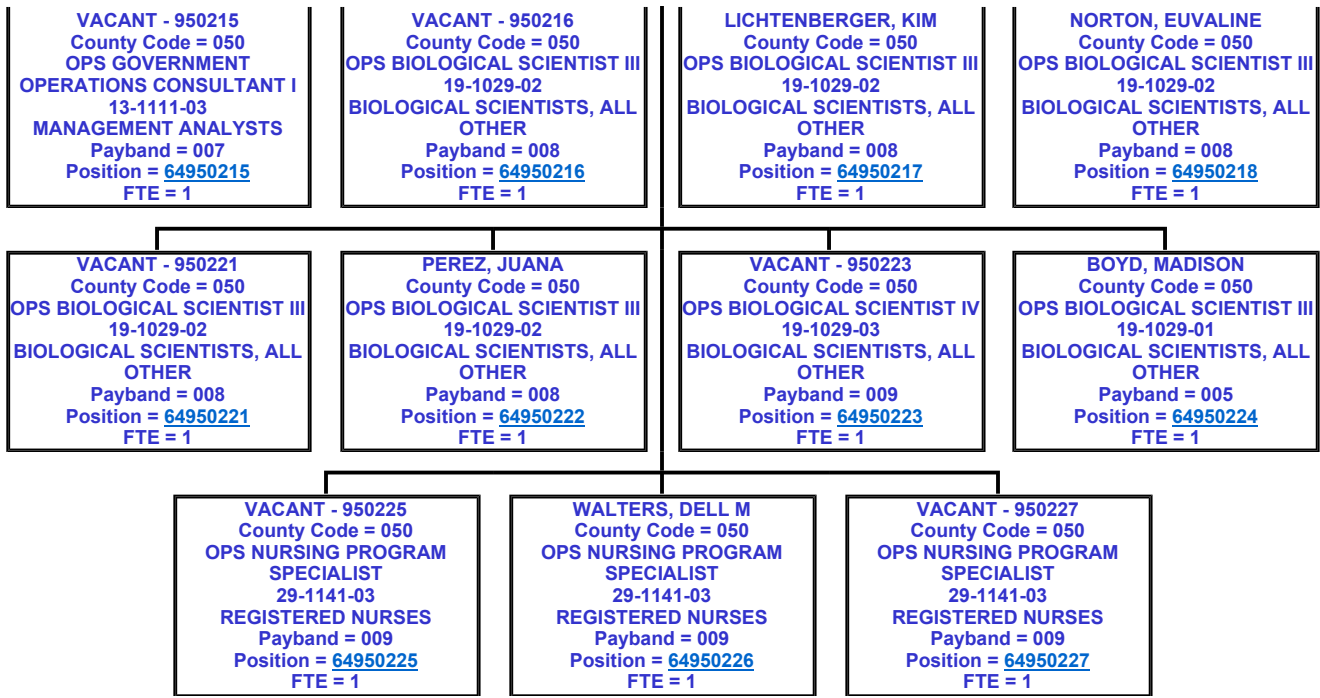 VACANT - 950215
County Code = 050
OPS GOVERNMENT
OPERATIONS CONSULTANT I
13-1111-03
MANAGEMENT ANALYSTS
Payband = 007
Position = 64950215
FTE = 1
VACANT - 950216
County Code = 050
OPS BIOLOGICAL SCIENTIST III
19-1029-02
BIOLOGICAL SCIENTISTS, ALL
OTHER
Payband = 008
Position = 64950216
FTE = 1
LICHTENBERGER, KIM
County Code = 050
OPS BIOLOGICAL SCIENTIST III
19-1029-02
BIOLOGICAL SCIENTISTS, ALL
OTHER
Payband = 008
Position = 64950217
FTE = 1
NORTON, EUVALINE
County Code = 050
OPS BIOLOGICAL SCIENTIST III
19-1029-02
BIOLOGICAL SCIENTISTS, ALL
OTHER
Payband = 008
Position = 64950218
FTE = 1
VACANT - 950221
County Code = 050
OPS BIOLOGICAL SCIENTIST III
19-1029-02
BIOLOGICAL SCIENTISTS, ALL
OTHER
Payband = 008
Position = 64950221
FTE = 1
PEREZ, JUANA
County Code = 050
OPS BIOLOGICAL SCIENTIST III
19-1029-02
BIOLOGICAL SCIENTISTS, ALL
OTHER
Payband = 008
Position = 64950222
FTE = 1
VACANT - 950223
County Code = 050
OPS BIOLOGICAL SCIENTIST IV
19-1029-03
BIOLOGICAL SCIENTISTS, ALL
OTHER
Payband = 009
Position = 64950223
FTE = 1
BOYD, MADISON
County Code = 050
OPS BIOLOGICAL SCIENTIST III
19-1029-01
BIOLOGICAL SCIENTISTS, ALL
OTHER
Payband = 005
Position = 64950224
FTE = 1
VACANT - 950225
County Code = 050
OPS NURSING PROGRAM
SPECIALIST
29-1141-03
REGISTERED NURSES
Payband = 009
Position = 64950225
FTE = 1
WALTERS, DELL M
County Code = 050
OPS NURSING PROGRAM
SPECIALIST
29-1141-03
REGISTERED NURSES
Payband = 009
Position = 64950226
FTE = 1
VACANT - 950227
County Code = 050
OPS NURSING PROGRAM
SPECIALIST
29-1141-03
REGISTERED NURSES
Payband = 009
Position = 64950227
FTE = 1